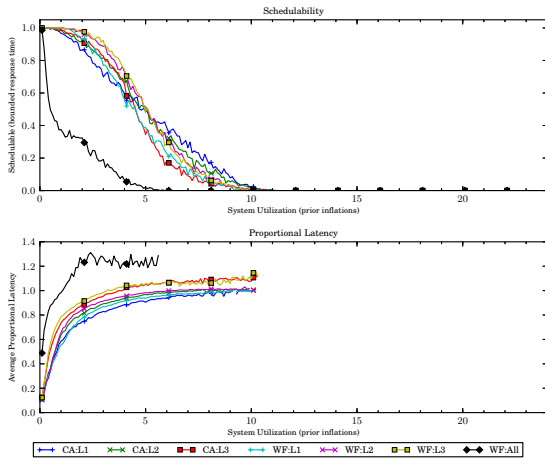 Schedulability
Schedulable (bounded response time)
1.0
0.8
0.6
0.4
0.2
0.0
0 5 10 15 20
System Utilization (prior inflations)
Proportional Latency
Average Proportional Latency
1.4
1.2
1.0
0.8
0.6
0.4
0.2
0.0
0 5 10 15 20
System Utilization (prior inflations)
CA:L1 CA:L2 CA:L3 WF:L1 WF:L2 WF:L3 WF:All